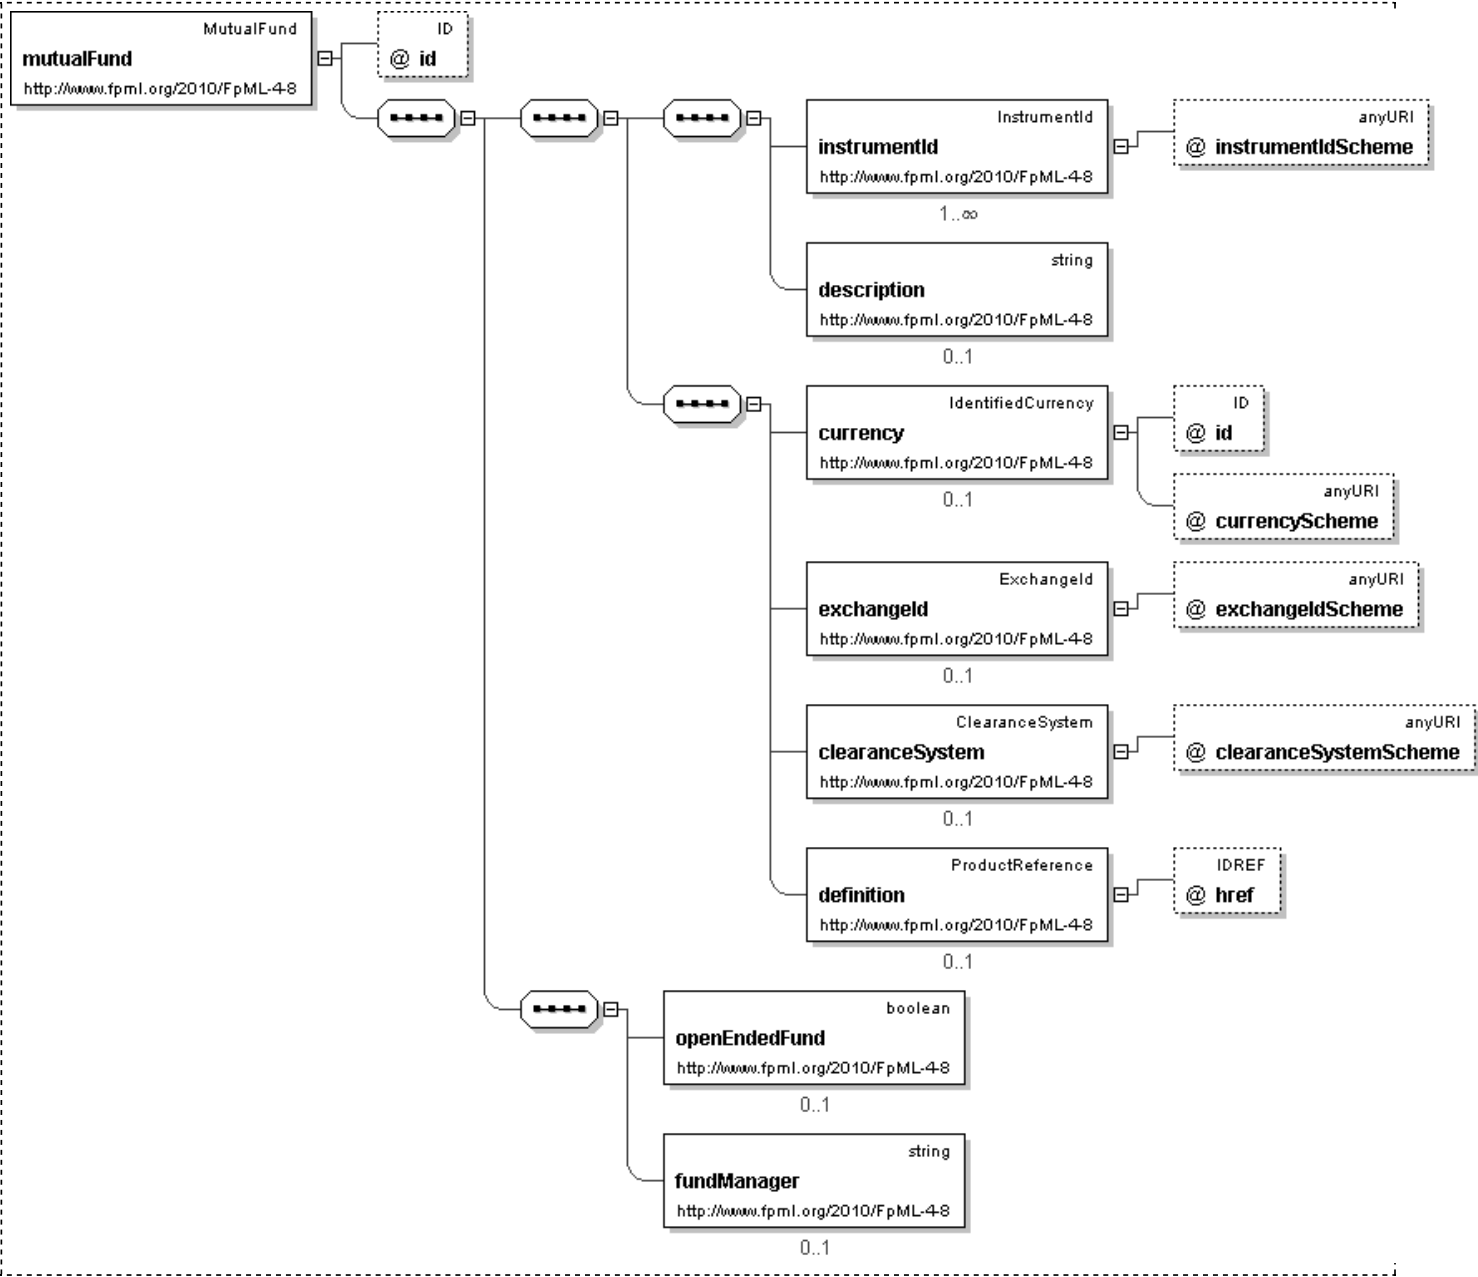 MutualFund
mutualFund
http://www.fpml.org/2010/FpML-4-8
ID
@ id
InstrumentId
instrumentId
http://www.fpml.org/2010/FpML-4-8
1..∞
anyURI
@ instrumentIdScheme
string
description
http://www.fpml.org/2010/FpML-4-8
0..1
IdentifiedCurrency
currency
http://www.fpml.org/2010/FpML-4-8
0..1
ID
@ id
anyURI
@ currencyScheme
ExchangeId
exchangeId
http://www.fpml.org/2010/FpML-4-8
0..1
anyURI
@ exchangeIdScheme
ClearanceSystem
clearanceSystem
http://www.fpml.org/2010/FpML-4-8
0..1
anyURI
@ clearanceSystemScheme
ProductReference
definition
http://www.fpml.org/2010/FpML-4-8
0..1
IDREF
@ href
boolean
openEndedFund
http://www.fpml.org/2010/FpML-4-8
0..1
string
fundManager
http://www.fpml.org/2010/FpML-4-8
0..1